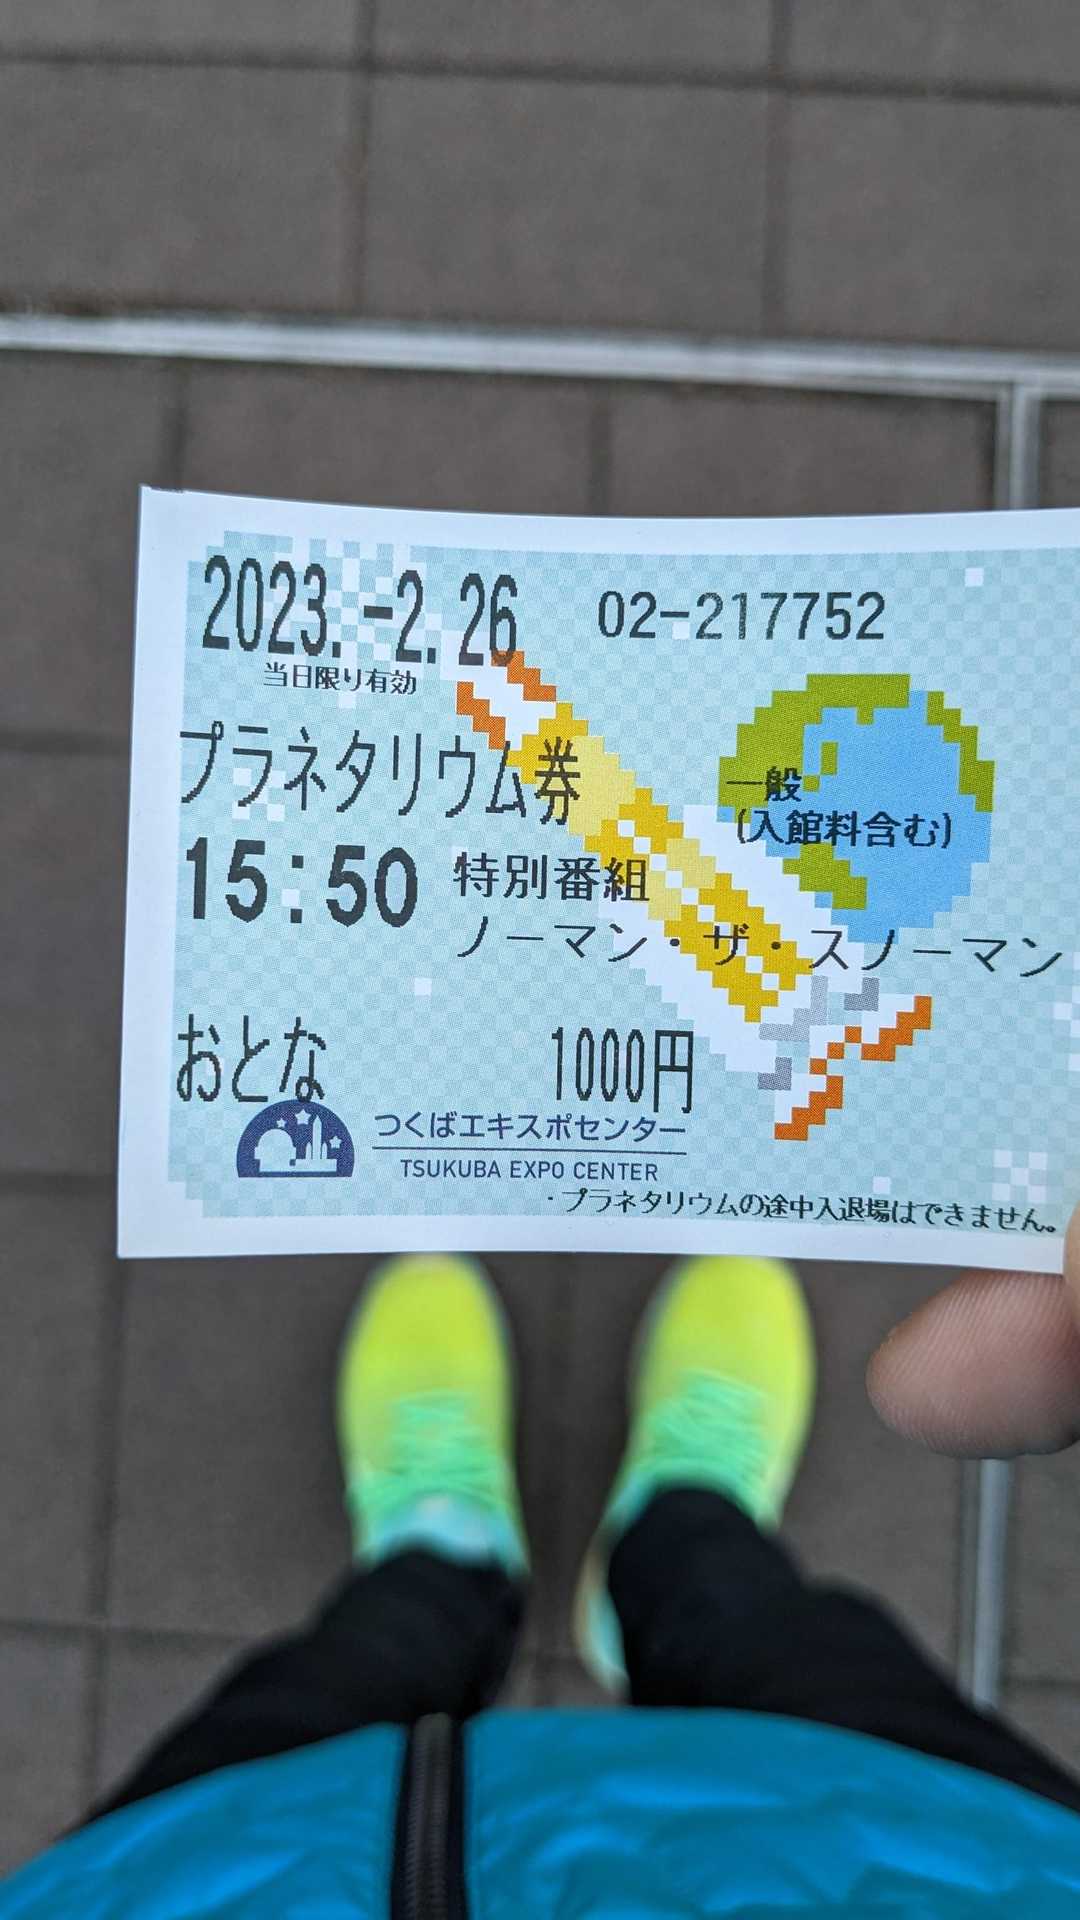 2023.-2.26 02-217752
当日限り有効
プラネタリウム券
一般
(入館料含む)
15:50 特別番組
ノーマン・ザ・スノーマン
おとな 1000円
つくばエキスポセンター
TSUKUBA EXPO CENTER
・プラネタリウムの途中入退場はできません。